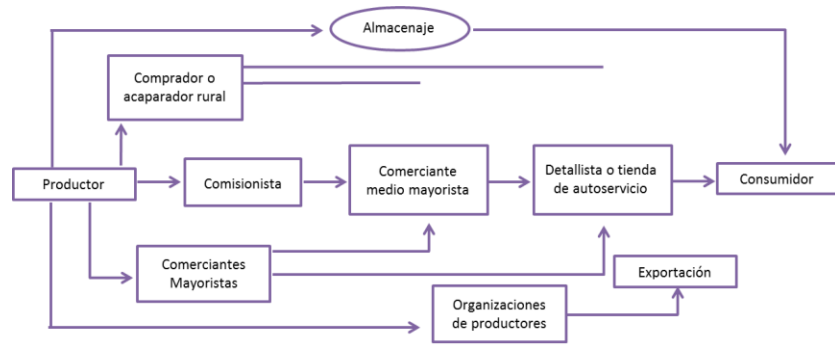 Almacenaje
Comprador o
acaparador rural
Productor
Comisionista
Comerciante
medio mayorista
Detallista o tienda
de autoservicio
Consumidor
Comerciantes
Mayoristas
Exportación
Organizaciones
de productores